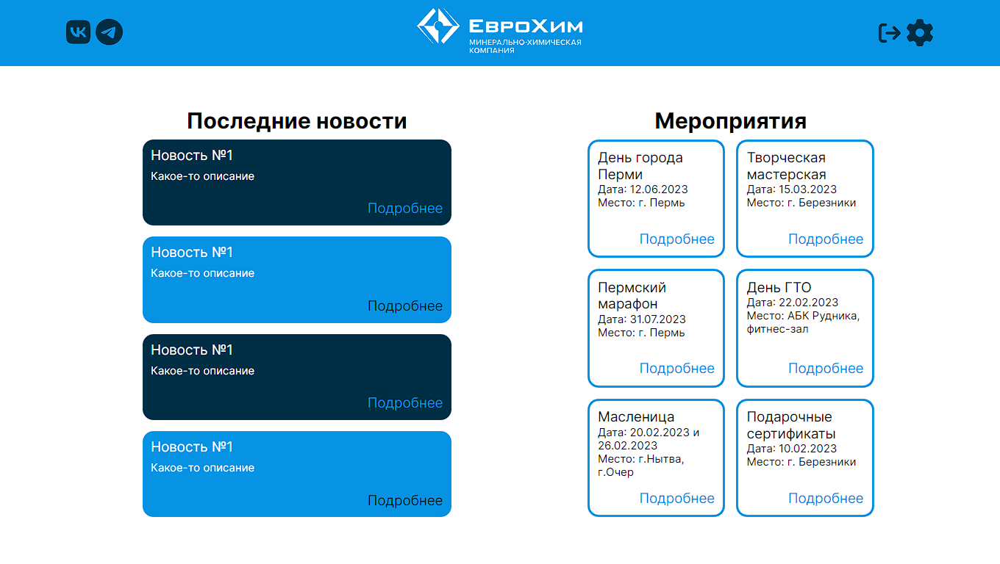 ЕвроХим
МИНЕРАЛЬНО-ХИМИЧЕСКАЯ
КОМПАНИЯ
Последние новости
Новость №1
Какое-то описание
Подробнее
Новость №1
Какое-то описание
Подробнее
Новость №1
Какое-то описание
Подробнее
Новость №1
Какое-то описание
Подробнее
Мероприятия
День города
Перми
Дата: 12.06.2023
Место: г. Пермь
Подробнее
Творческая
мастерская
Дата: 15.03.2023
Место: г. Березники
Подробнее
Пермский
марафон
Дата: 31.07.2023
Место: г. Пермь
Подробнее
День ГТО
Дата: 22.02.2023
Место: АБК Рудника,
фитнес-зал
Подробнее
Масленица
Дата: 20.02.2023 и
26.02.2023
Место: г.Нытва,
г.Очер
Подробнее
Подарочные
сертификаты
Дата: 10.02.2023
Место: г. Березники
Подробнее